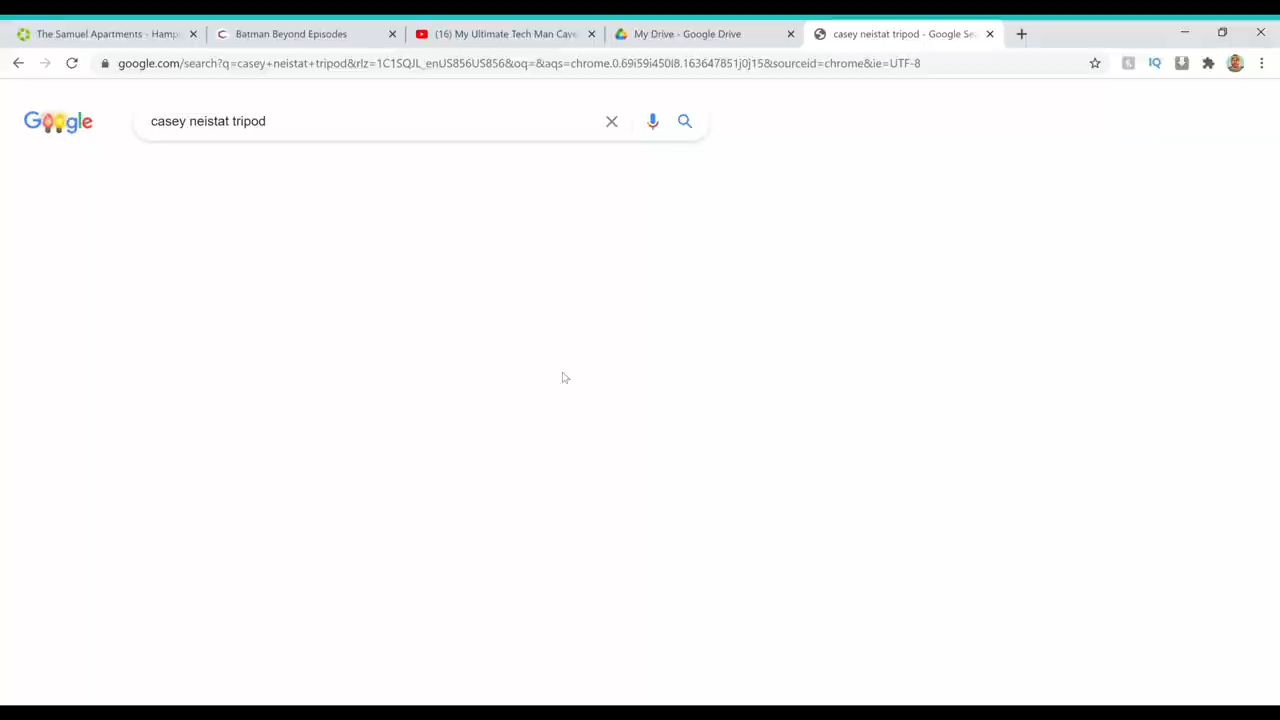 The Samuel Apartments - Hamp
Batman Beyond Episodes
(16) My Ultimate Tech Man Cave
My Drive - Google Drive
casey neistat tripod - Google Sea
google.com/search?q=casey+neistat+tripod&rlz=1C1SQJL_enUS856US856&oq=&aqs=chrome.0.69i59i450l8.163647851j0j15&sourceid=chrome&ie=UTF-8
IQ
Google
casey neistat tripod